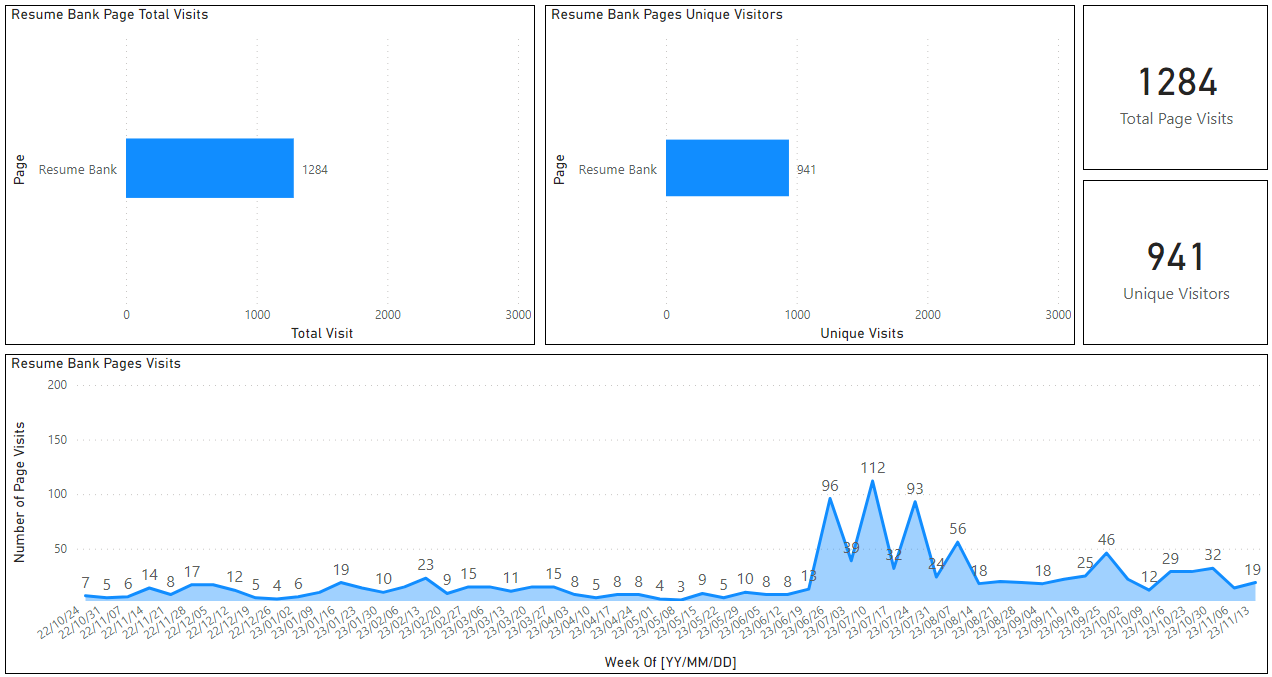 Resume Bank Page Total Visits
Page
Resume Bank
1284
0 1000 2000 3000
Total Visit
Resume Bank Pages Unique Visitors
Page
Resume Bank
941
0 1000 2000 3000
Unique Visits
1284
Total Page Visits
941
Unique Visitors
Resume Bank Pages Visits
Number of Page Visits
200
150
100
50
7 5 6 14 8 17 12 5 4 6 19 10 23 9 15 11 15 8 5 8 8 4 3 9 5 10 8 8 13 96 39 112 32 93 24 56 18 18 25 46 12 29 32 19
22/10/24 22/10/31 22/11/07 22/11/14 22/11/21 22/11/28 22/12/05 22/12/12 22/12/19 22/12/26 23/01/02 23/01/09 23/01/16 23/01/23 23/01/30 23/02/06 23/02/13 23/02/20 23/02/27 23/03/06 23/03/13 23/03/20 23/03/27 23/04/03 23/04/10 23/04/17 23/04/24 23/05/01 23/05/08 23/05/15 23/05/22 23/05/29 23/06/05 23/06/12 23/06/19 23/06/26 23/07/03 23/07/10 23/07/17 23/07/24 23/07/31 23/08/07 23/08/14 23/08/21 23/08/28 23/09/04 23/09/11 23/09/18 23/09/25 23/10/02 23/10/09 23/10/16 23/10/23 23/10/30 23/11/06 23/11/13
Week Of [YY/MM/DD]